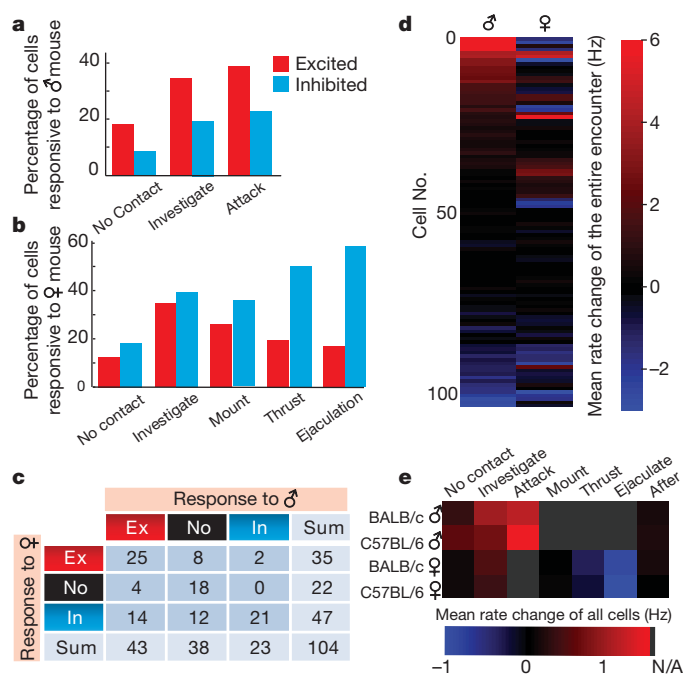 a
Percentage of cells
responsive to ♂ mouse
40
20
0
Excited
Inhibited
No Contact
Investigate
Attack
b
Percentage of cells
responsive to ♀ mouse
60
40
20
0
No contact
Investigate
Mount
Thrust
Ejaculation
c
Response to ♂
Response to ♀
Ex No In Sum
Ex 25 8 2 35
No 4 18 0 22
In 14 12 21 47
Sum 43 38 23 104
d
♂ ♀
Cell No.
0
50
100
6
4
2
0
−2
Mean rate change of the entire encounter (Hz)
e
No contact
Investigate
Attack
Mount
Thrust
Ejaculate
After
BALB/c ♂
C57BL/6 ♂
BALB/c ♀
C57BL/6 ♀
Mean rate change of all cells (Hz)
−1 0 1 N/A